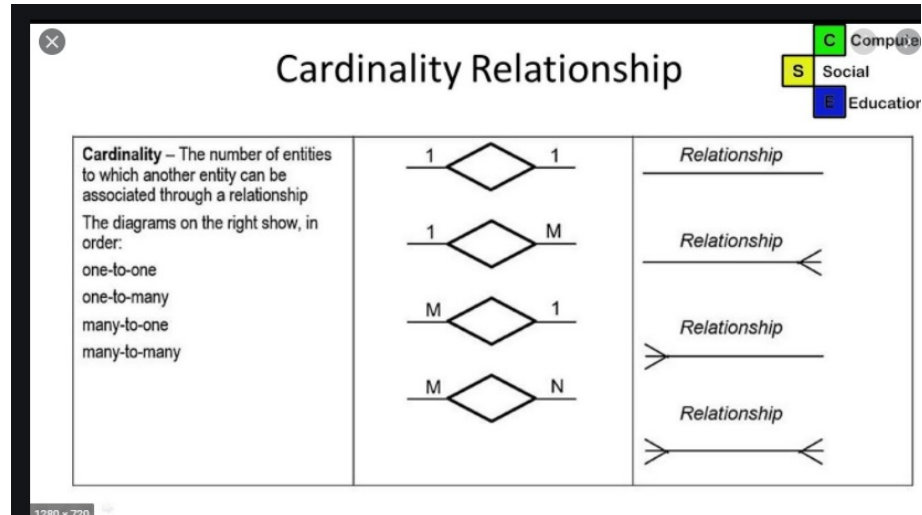 Cardinality Relationship
C
S Social
E Education
Cardinality – The number of entities
to which another entity can be
associated through a relationship
The diagrams on the right show, in
order:
one-to-one
one-to-many
many-to-one
many-to-many
1 1
1 M
M 1
M N
Relationship
Relationship
Relationship
Relationship
1280 × 720